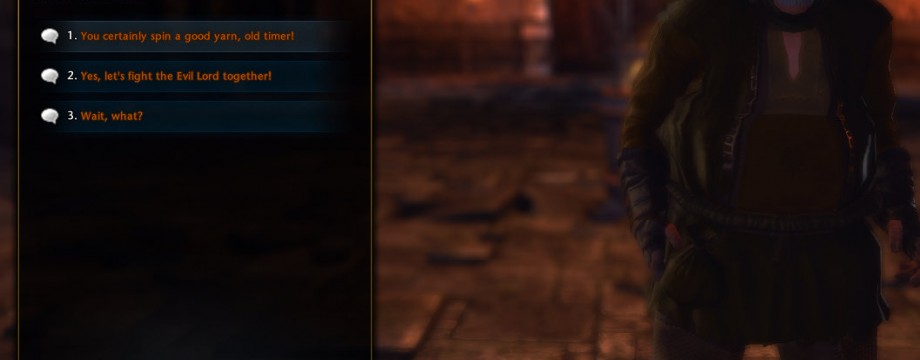 1. You certainly spin a good yarn, old timer!
2. Yes, let's fight the Evil Lord together!
3. Wait, what?